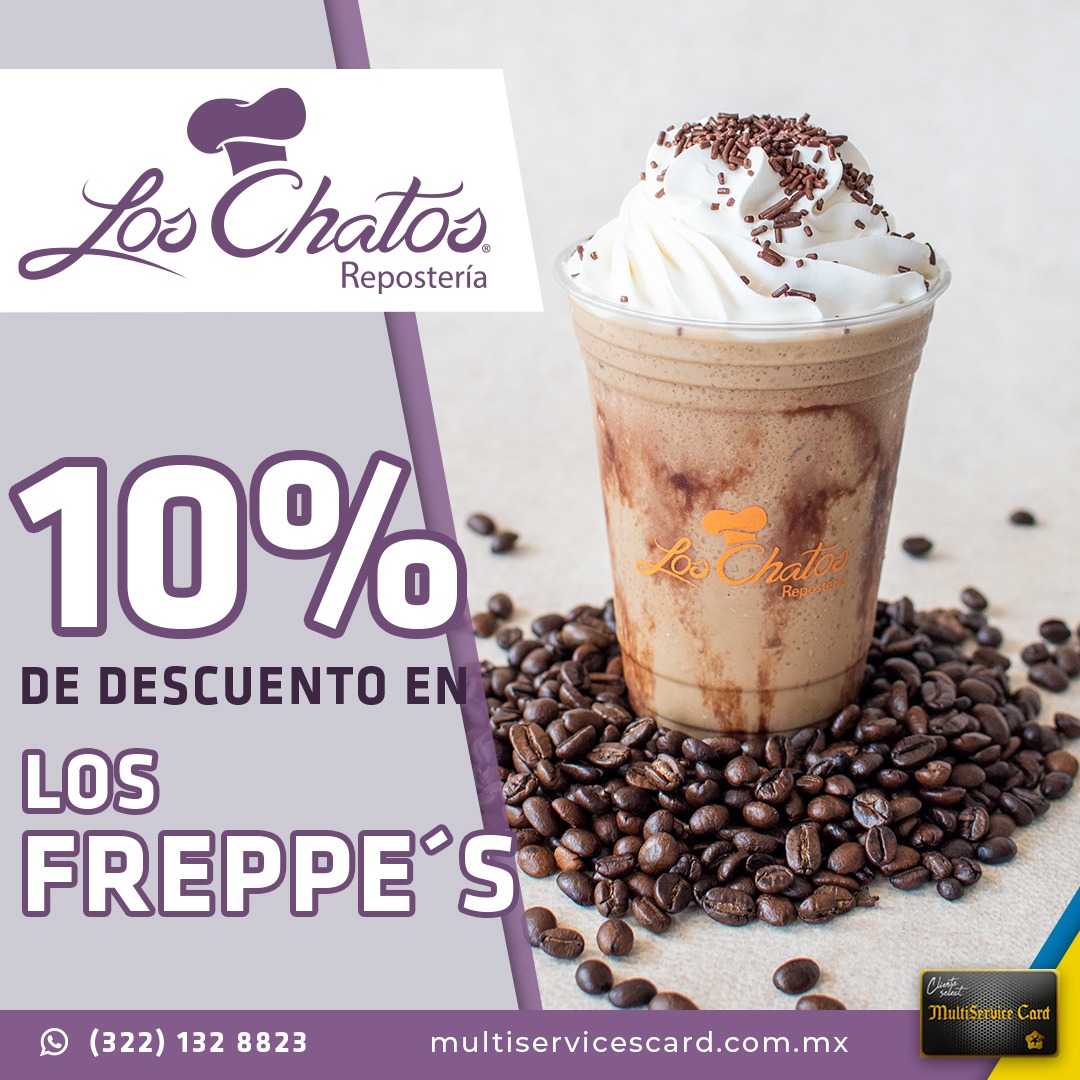 Los Chatos®
Repostería
10%
DE DESCUENTO EN
LOS
FREPPE´S
Los Chatos
Repostería
Cliente
select
MultiService Card
(322) 132 8823
multiservicescard.com.mx